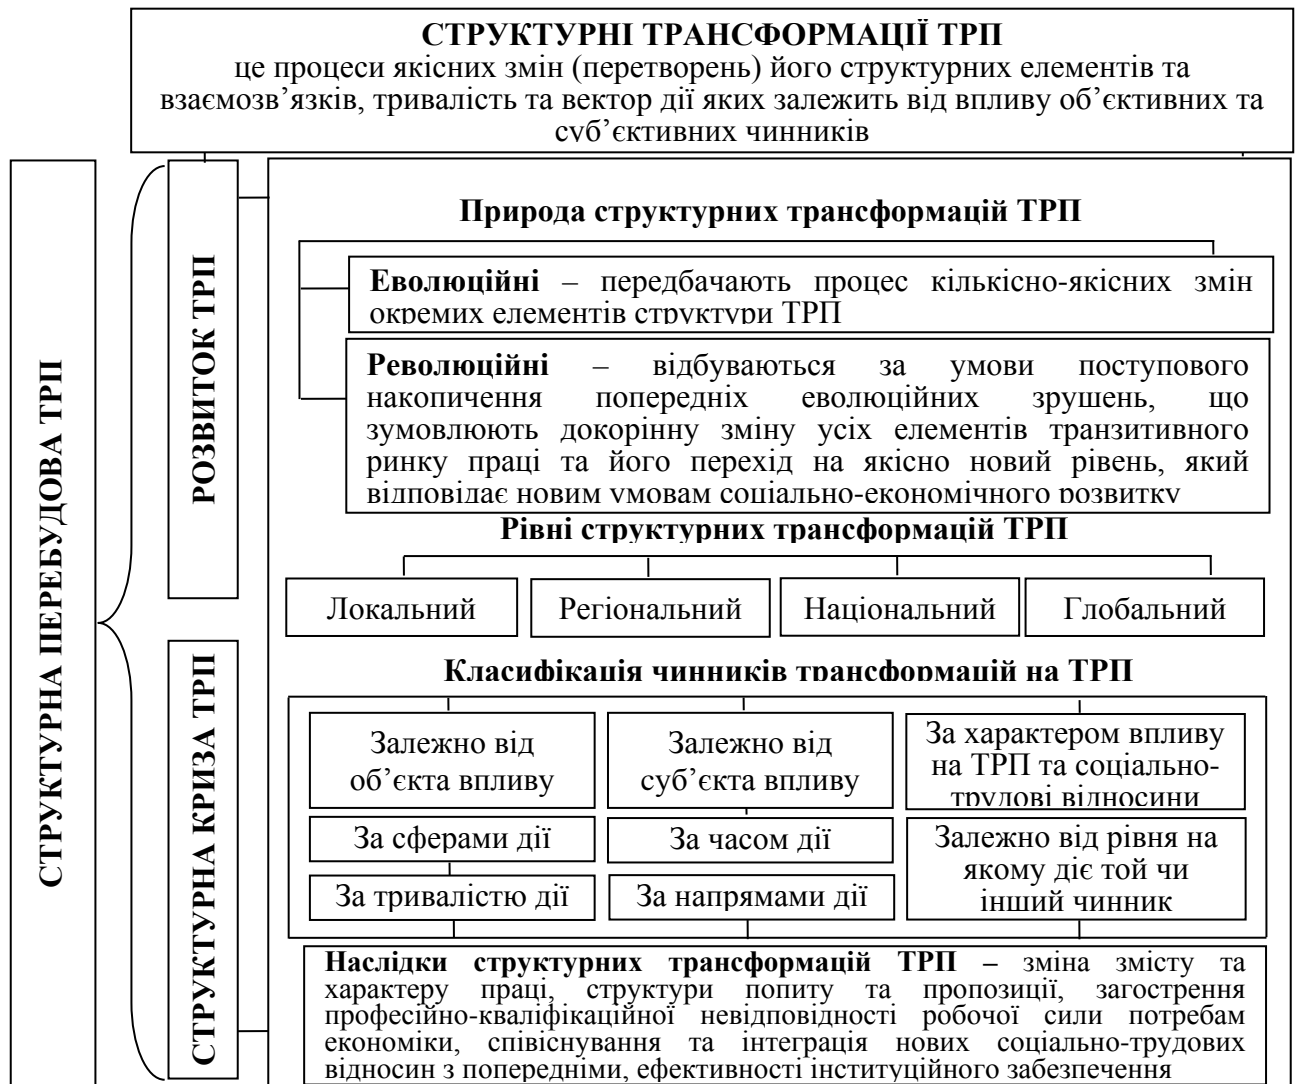 СТРУКТУРНІ ТРАНСФОРМАЦІЇ ТРП
це процеси якісних змін (перетворень) його структурних елементів та
взаємозв’язків, тривалість та вектор дії яких залежить від впливу об’єктивних та
суб’єктивних чинників
СТРУКТУРНА ПЕРЕБУДОВА ТРП
РОЗВИТОК ТРП
СТРУКТУРНА КРИЗА ТРП
Природа структурних трансформацій ТРП
Еволюційні – передбачають процес кількісно-якісних змін
окремих елементів структури ТРП
Революційні – відбуваються за умови поступового
накопичення попередніх еволюційних зрушень, що
зумовлюють докорінну зміну усіх елементів транзитивного
ринку праці та його перехід на якісно новий рівень, який
відповідає новим умовам соціально-економічного розвитку
Рівні структурних трансформацій ТРП
Локальний
Регіональний
Національний
Глобальний
Класифікація чинників трансформацій на ТРП
Залежно від
об’єкта впливу
Залежно від
суб’єкта впливу
За характером впливу
на ТРП та соціально-
трудові відносини
За сферами дії
За часом дії
Залежно від рівня на
якому діє той чи
інший чинник
За тривалістю дії
За напрямами дії
Наслідки структурних трансформацій ТРП – зміна змісту та
характеру праці, структури попиту та пропозиції, загострення
професійно-кваліфікаційної невідповідності робочої сили потребам
економіки, співіснування та інтеграція нових соціально-трудових
відносин з попередніми, ефективності інституційного забезпечення